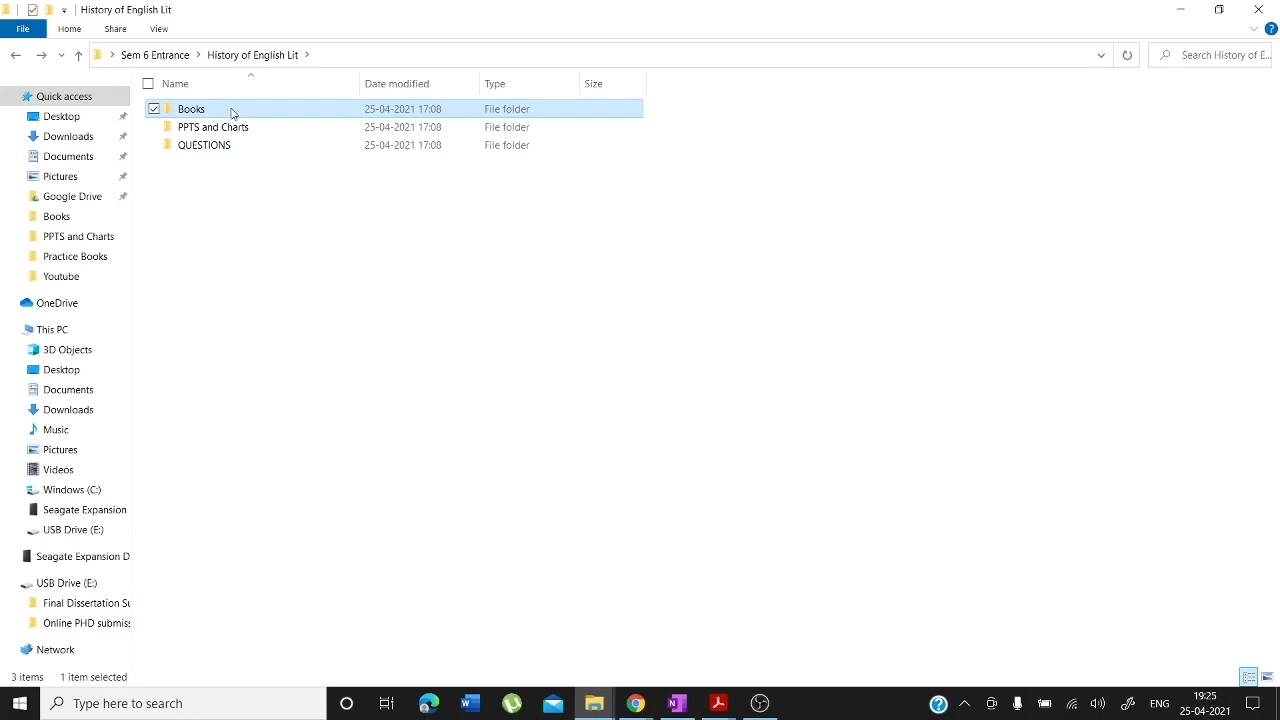 History of English Lit
File Home Share View
Sem 6 Entrance History of English Lit Search History of E...
Name Date modified Type Size
Books 25-04-2021 17:08 File folder
PPTS and Charts 25-04-2021 17:08 File folder
QUESTIONS 25-04-2021 17:08 File folder
Quick access
Desktop
Downloads
Documents
Pictures
Google Drive
Books
PPTS and Charts
Practice Books
Youtube
OneDrive
This PC
3D Objects
Desktop
Documents
Downloads
Music
Pictures
Videos
Windows (C:)
Seagate Expansion
USB Drive (E:)
Seagate Expansion D
USB Drive (E:)
Final Dissertation Su
Online PHD submiss
Network
3 items 1 item selected
Type here to search
ENG
19:25
25-04-2021